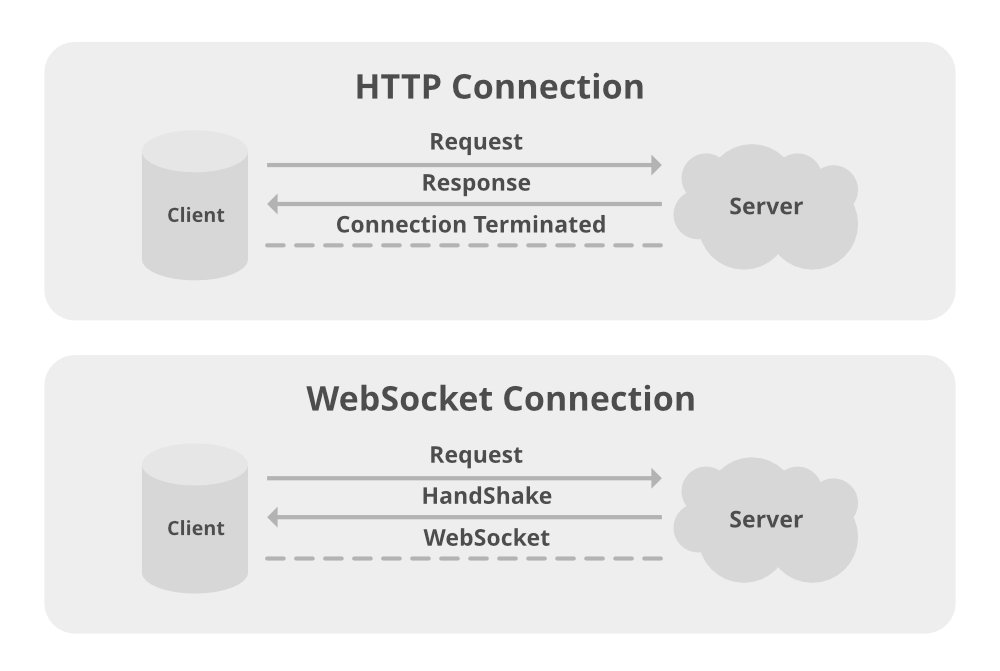 HTTP Connection
Request
Response
Connection Terminated
Client
Server
WebSocket Connection
Request
HandShake
WebSocket
Client
Server